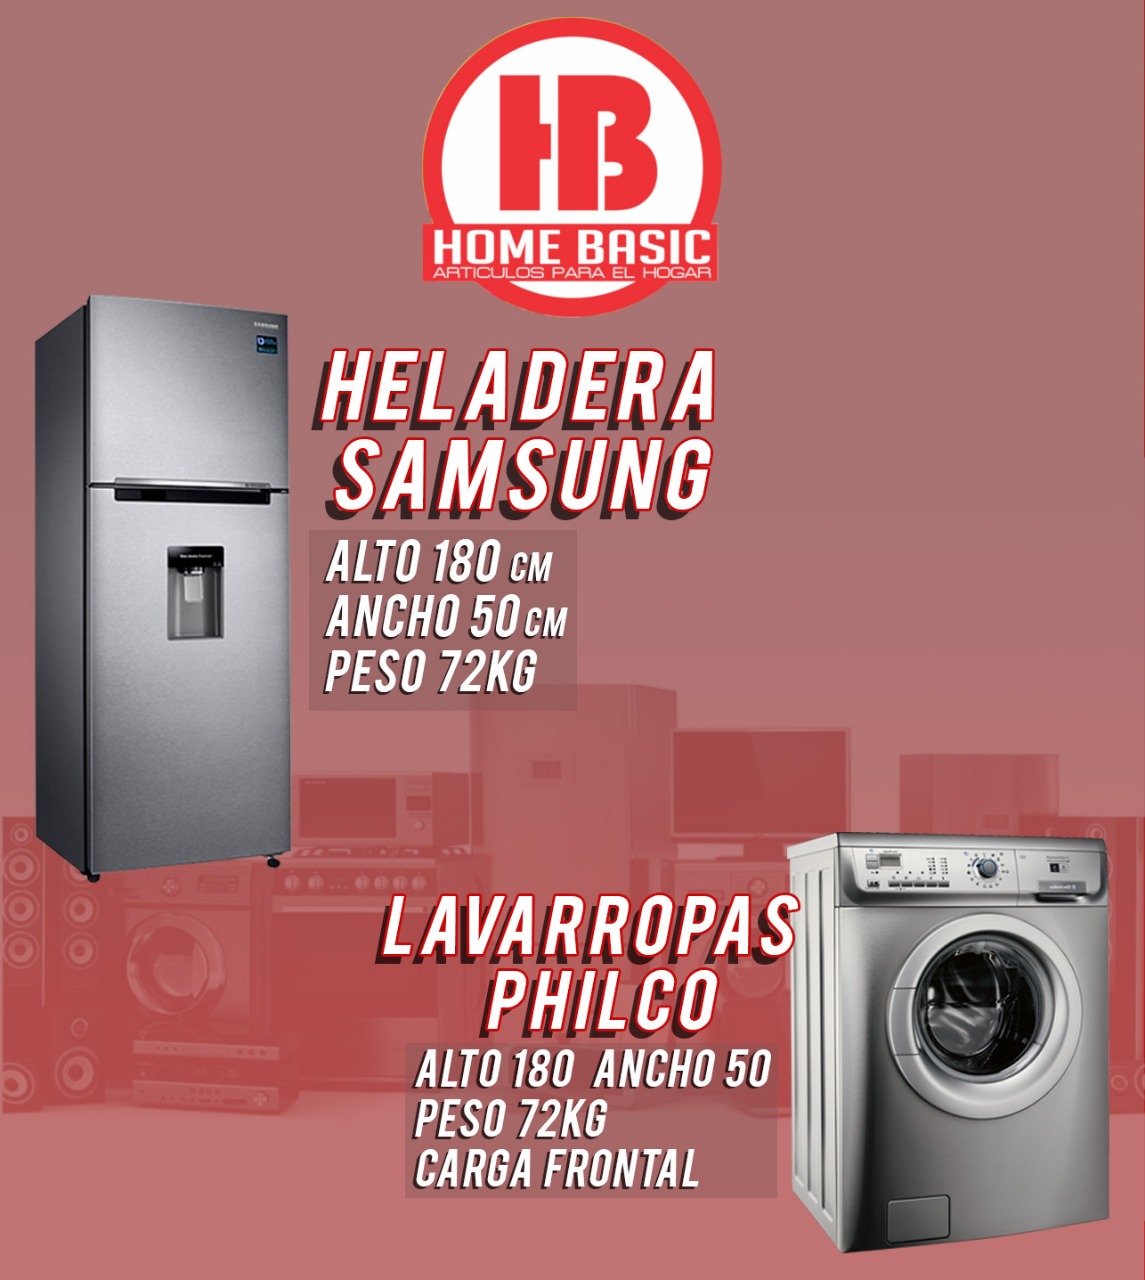 HB
HOME BASIC
ARTICULOS PARA EL HOGAR
SAMSUNG
HELADERA
SAMSUNG
ALTO 180 CM
ANCHO 50 CM
PESO 72KG
LAVARROPAS
PHILCO
ALTO 180 ANCHO 50
PESO 72KG
CARGA FRONTAL